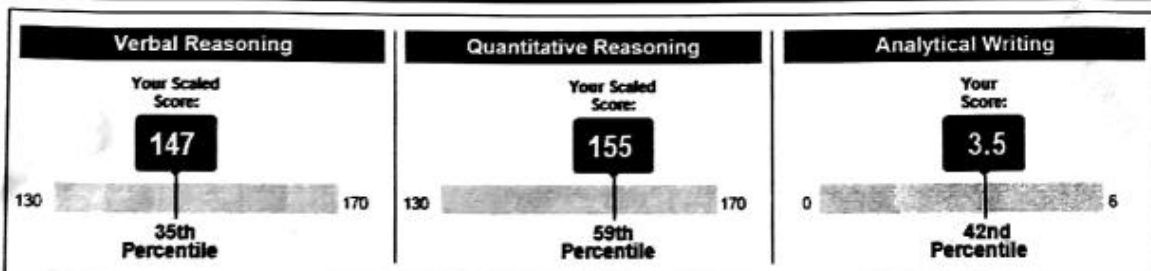 Verbal Reasoning
Your Scaled
Score:
147
130
170
35th
Percentile
Quantitative Reasoning
Your Scaled
Score:
155
130
170
59th
Percentile
Analytical Writing
Your
Score:
3.5
0
6
42nd
Percentile